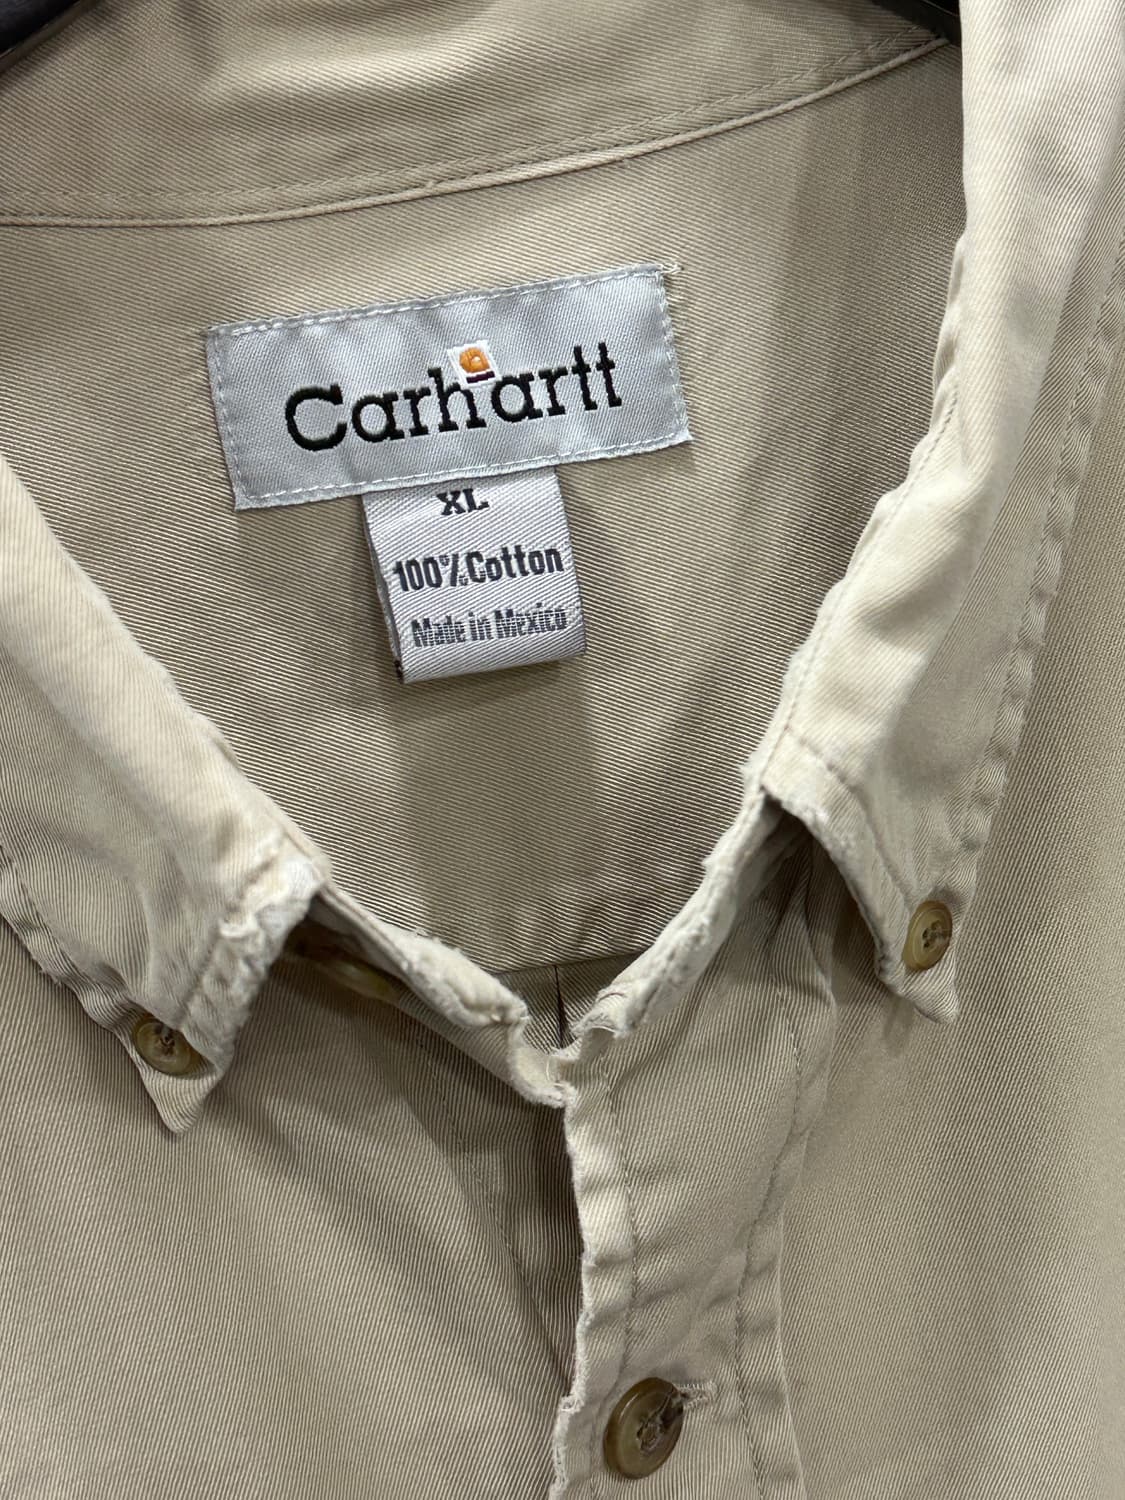 Carhartt
XL
100% Cotton
Made in Mexico